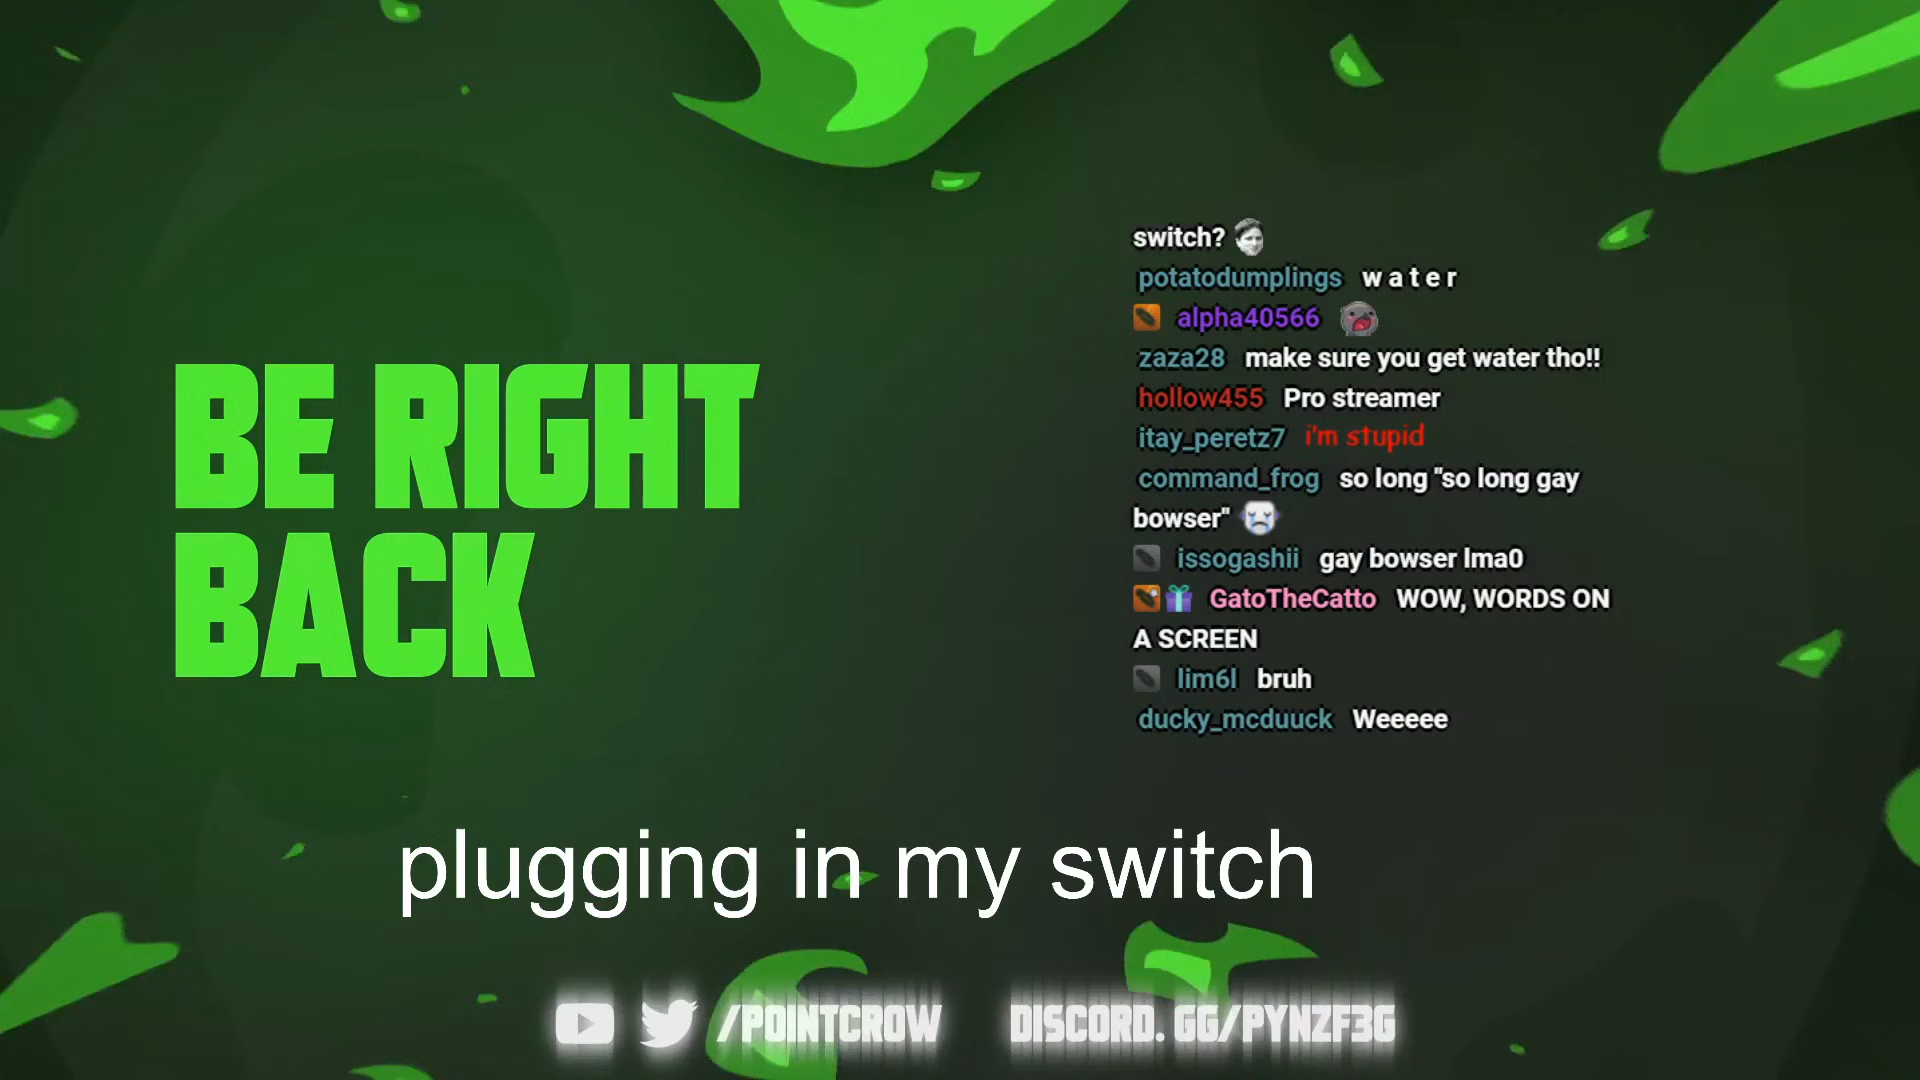 BE RIGHT
BACK
switch?
potatodumplings w a t e r
alpha40566
zaza28 make sure you get water tho!!
hollow455 Pro streamer
itay_peretz7 i'm stupid
command_frog so long "so long gay
bowser"
issogashii gay bowser lma0
GatoTheCatto WOW, WORDS ON
A SCREEN
lim6l bruh
ducky_mcduuck Weeeee
plugging in my switch
/POINTCROW DISCORD.GG/PYNZF3G